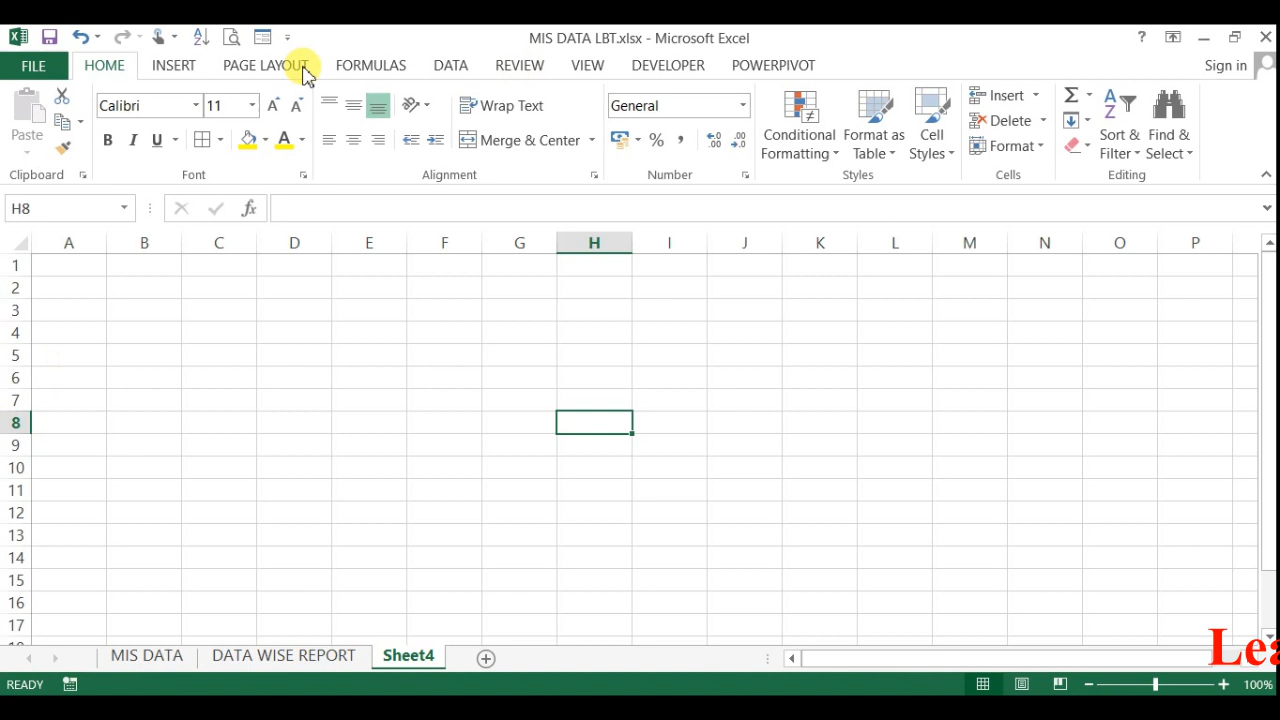 MIS DATA LBT.xlsx - Microsoft Excel
?
FILE HOME INSERT PAGE LAYOUT FORMULAS DATA REVIEW VIEW DEVELOPER POWERPIVOT Sign in
Paste
Calibri 11
B I U
Wrap Text
Merge & Center
General
% ,
Conditional Formatting
Format as Table
Cell Styles
Insert
Delete
Format
Sort & Filter
Find & Select
Clipboard Font Alignment Number Styles Cells Editing
H8
fx
A B C D E F G H I J K L M N O P
1
2
3
4
5
6
7
8
9
10
11
12
13
14
15
16
17
MIS DATA DATA WISE REPORT Sheet4
Lea
READY 100%